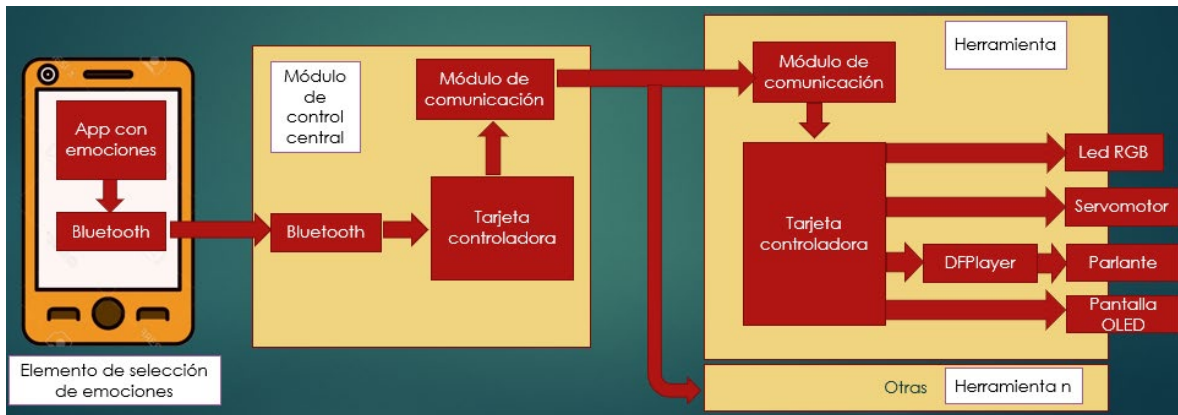 App con
emociones
Bluetooth
Elemento de selección
de emociones
Módulo
de
control
central
Bluetooth
Tarjeta
controladora
Módulo de
comunicación
Herramienta
Módulo de
comunicación
Tarjeta
controladora
Led RGB
Servomotor
DFPlayer
Parlante
Pantalla
OLED
Otras
Herramienta n